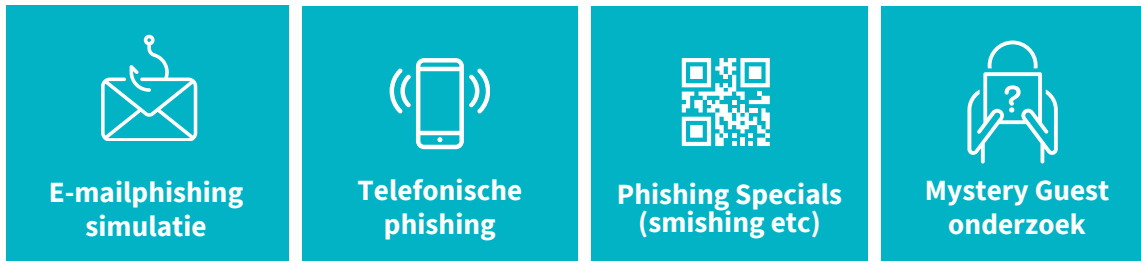 E-mailphishing
simulatie
Telefonische
phishing
Phishing Specials
(smishing etc)
?
Mystery Guest
onderzoek